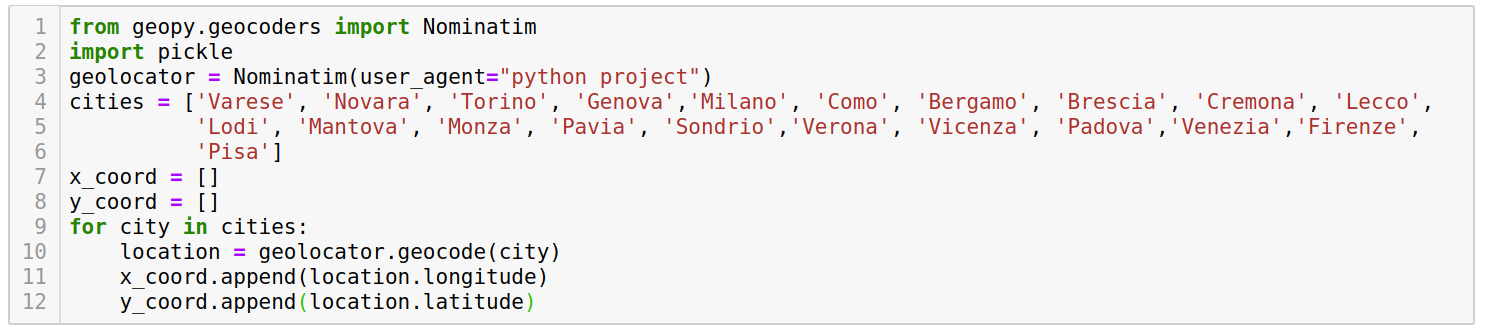 1 from geopy.geocoders import Nominatim
2 import pickle
3 geolocator = Nominatim(user_agent="python project")
4 cities = ['Varese', 'Novara', 'Torino', 'Genova','Milano', 'Como', 'Bergamo', 'Brescia', 'Cremona', 'Lecco',
5           'Lodi', 'Mantova', 'Monza', 'Pavia', 'Sondrio','Verona', 'Vicenza', 'Padova','Venezia','Firenze',
6           'Pisa']
7 x_coord = []
8 y_coord = []
9 for city in cities:
10     location = geolocator.geocode(city)
11     x_coord.append(location.longitude)
12     y_coord.append(location.latitude)